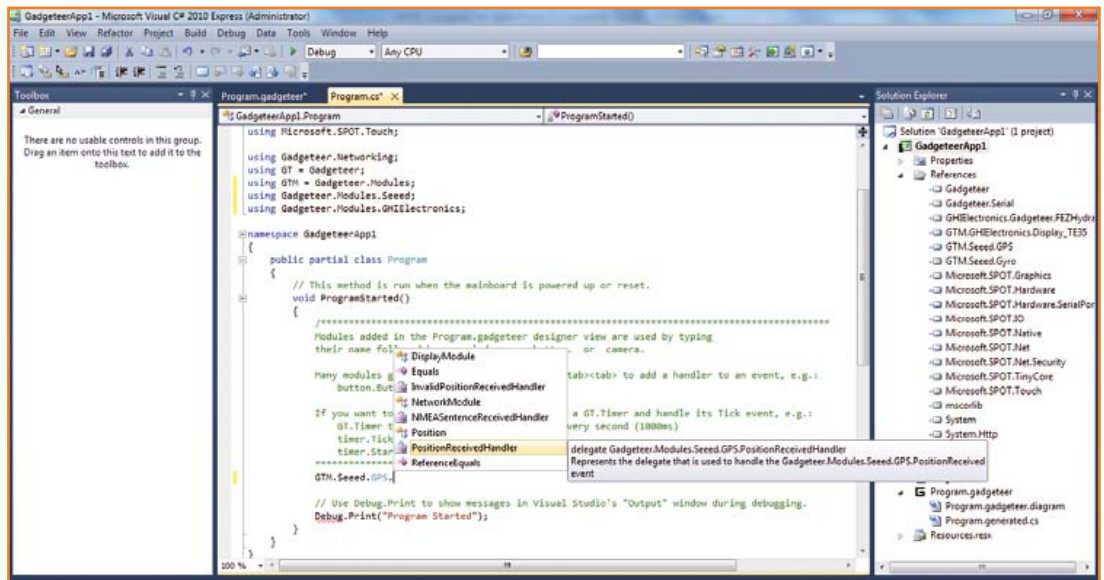 GadgeteerApp1 - Microsoft Visual C# 2010 Express (Administrator)
File Edit View Refactor Project Build Debug Data Tools Window Help
Debug Any CPU
Toolbox
General
There are no usable controls in this group.
Drag an item onto this text to add it to the
toolbox.
Program.gadgeteer* Program.cs*
GadgeteerApp1.Program ProgramStarted()
using Microsoft.SPOT.Touch;
using Gadgeteer.Networking;
using GT = Gadgeteer;
using GTM = Gadgeteer.Modules;
using Gadgeteer.Modules.Seeed;
using Gadgeteer.Modules.GHIElectronics;
namespace GadgeteerApp1
{
public partial class Program
{
// This method is run when the mainboard is powered up or reset.
void ProgramStarted()
{
Modules added in the Program.gadgeteer designer view are used by typing
their name or camera.
Many modules tab><tab> to add a handler to an event, e.g.:
If you want to a GT.Timer and handle its Tick event, e.g.:
GT.Timer very second (1000ms)
timer.Tick
timer.Star
GTM.Seeed.GPS.
// Use Debug.Print to show messages in Visual Studio's "Output" window during debugging.
Debug.Print("Program Started");
}
}
}
100 %
DisplayModule
Equals
InvalidPositionReceivedHandler
NetworkModule
NMEASentenceReceivedHandler
Position
PositionReceivedHandler
ReferenceEquals
delegate Gadgeteer.Modules.Seeed.GPS.PositionReceivedHandler
Represents the delegate that is used to handle the Gadgeteer.Modules.Seeed.GPS.PositionReceived
event
Solution Explorer
Solution 'GadgeteerApp1' (1 project)
GadgeteerApp1
Properties
References
Gadgeteer
Gadgeteer.Serial
GHIElectronics.Gadgeteer.FEZHydra
GTM.GHIElectronics.Display_TE35
GTM.Seeed.GPS
GTM.Seeed.Gyro
Microsoft.SPOT.Graphics
Microsoft.SPOT.Hardware
Microsoft.SPOT.Hardware.SerialPor
Microsoft.SPOT.IO
Microsoft.SPOT.Native
Microsoft.SPOT.Net
Microsoft.SPOT.Net.Security
Microsoft.SPOT.TinyCore
Microsoft.SPOT.Touch
mscorlib
System
System.Http
Program.gadgeteer
Program.gadgeteer.diagram
Program.generated.cs
Resources.resx